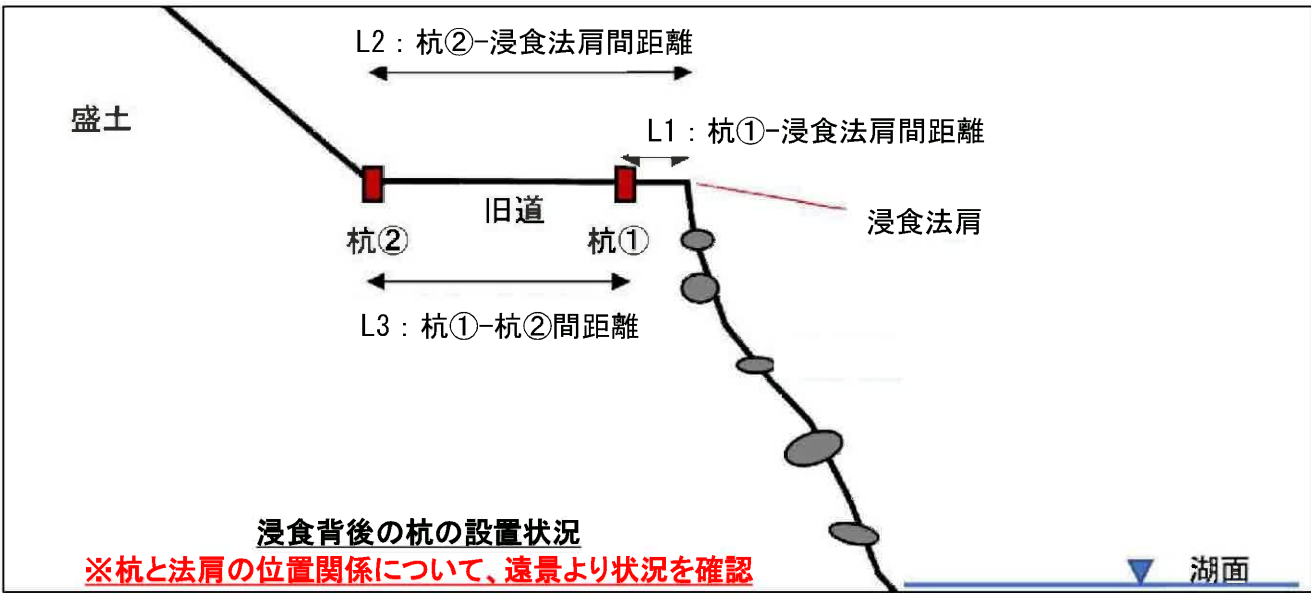 L2：杭②-浸食法肩間距離
盛土
L1：杭①-浸食法肩間距離
旧道
浸食法肩
杭②
杭①
L3：杭①-杭②間距離
浸食背後の杭の設置状況
※杭と法肩の位置関係について、遠景より状況を確認
湖面